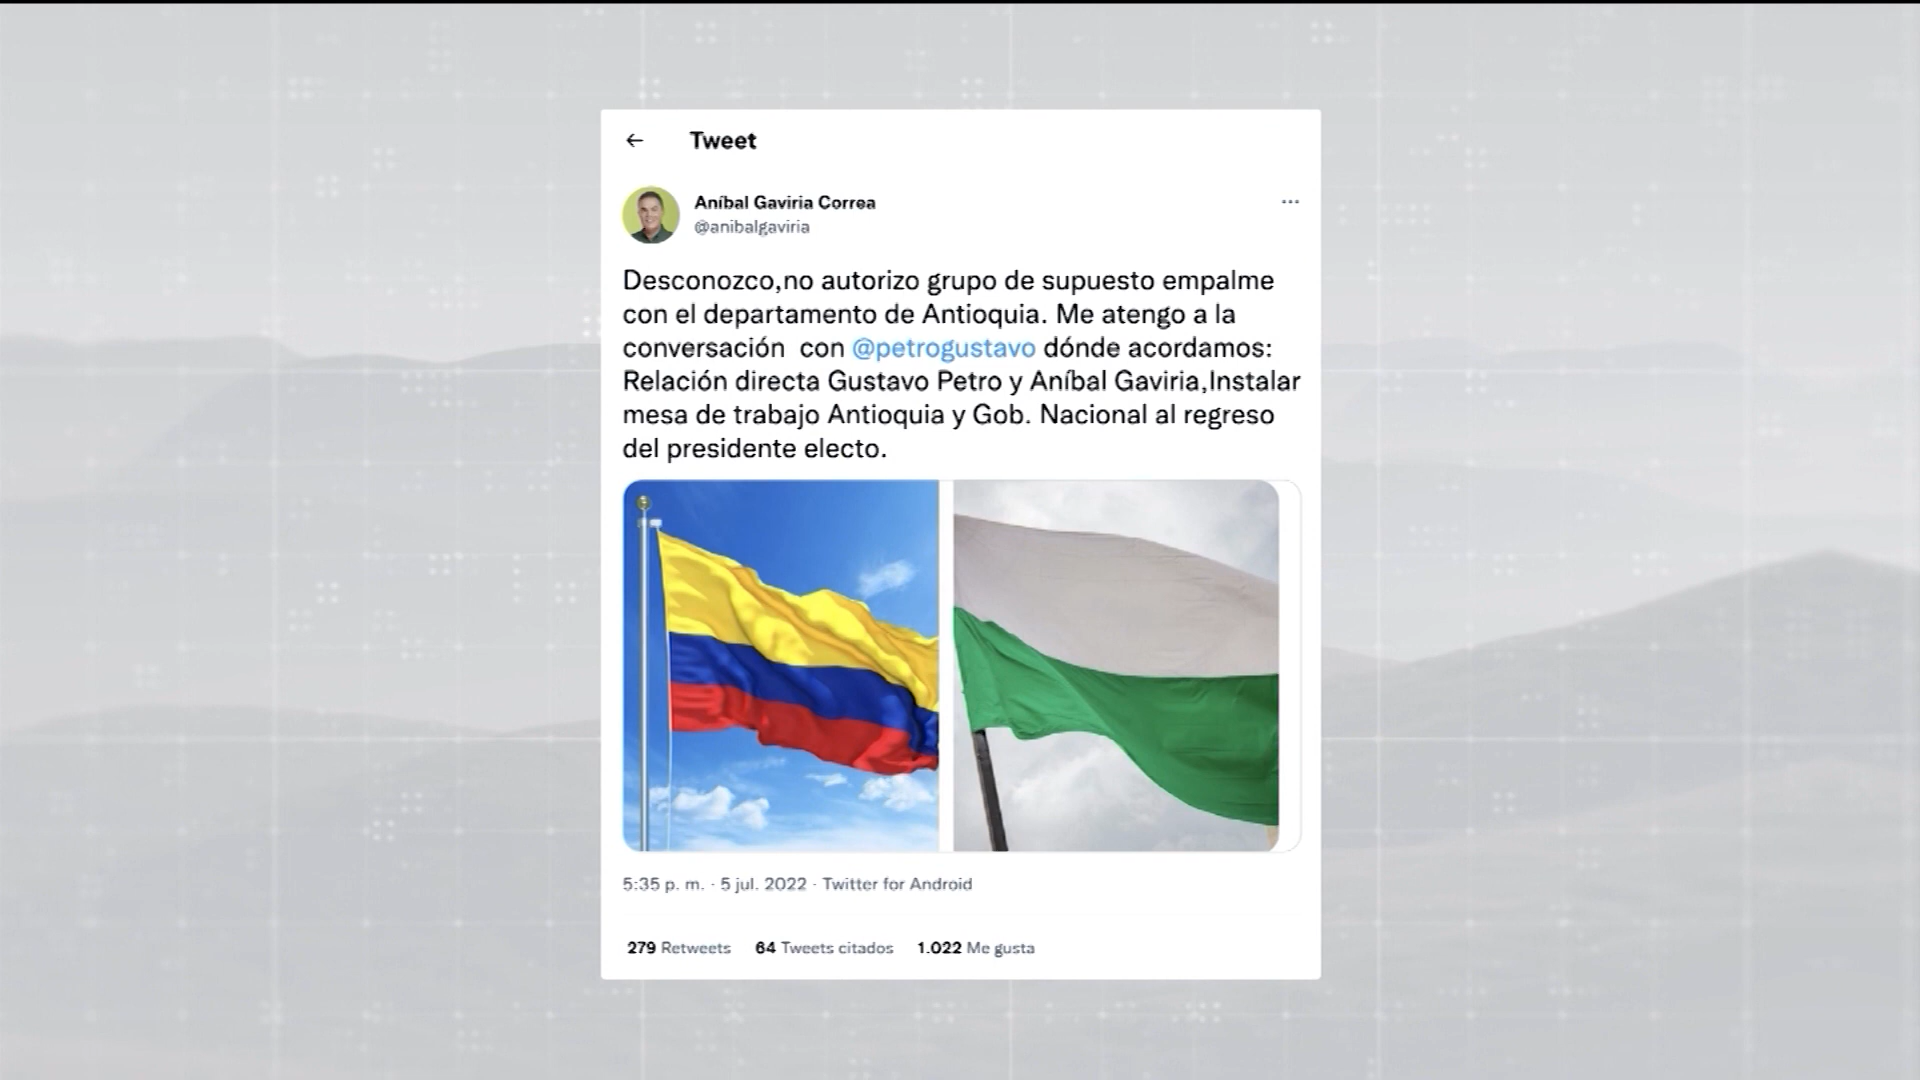 Tweet
Aníbal Gaviria Correa
@anibalgaviria
Desconozco,no autorizo grupo de supuesto empalme
con el departamento de Antioquia. Me atengo a la
conversación  con @petrogustavo dónde acordamos:
Relación directa Gustavo Petro y Aníbal Gaviria,Instalar
mesa de trabajo Antioquia y Gob. Nacional al regreso
del presidente electo.
5:35 p. m. · 5 jul. 2022 · Twitter for Android
279 Retweets 64 Tweets citados 1.022 Me gusta